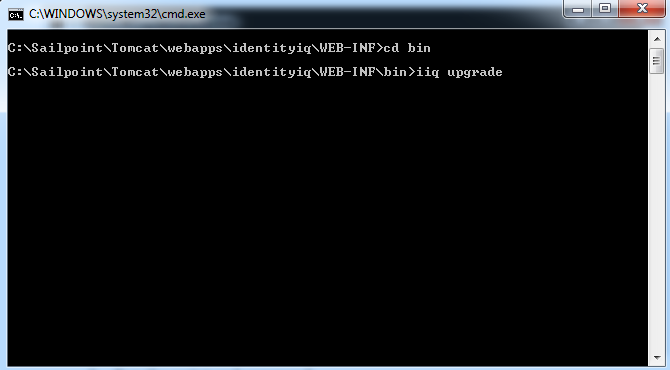 C:\WINDOWS\system32\cmd.exe
C:\Sailpoint\Tomcat\webapps\identityiq\WEB-INF>cd bin
C:\Sailpoint\Tomcat\webapps\identityiq\WEB-INF\bin>iiq upgrade